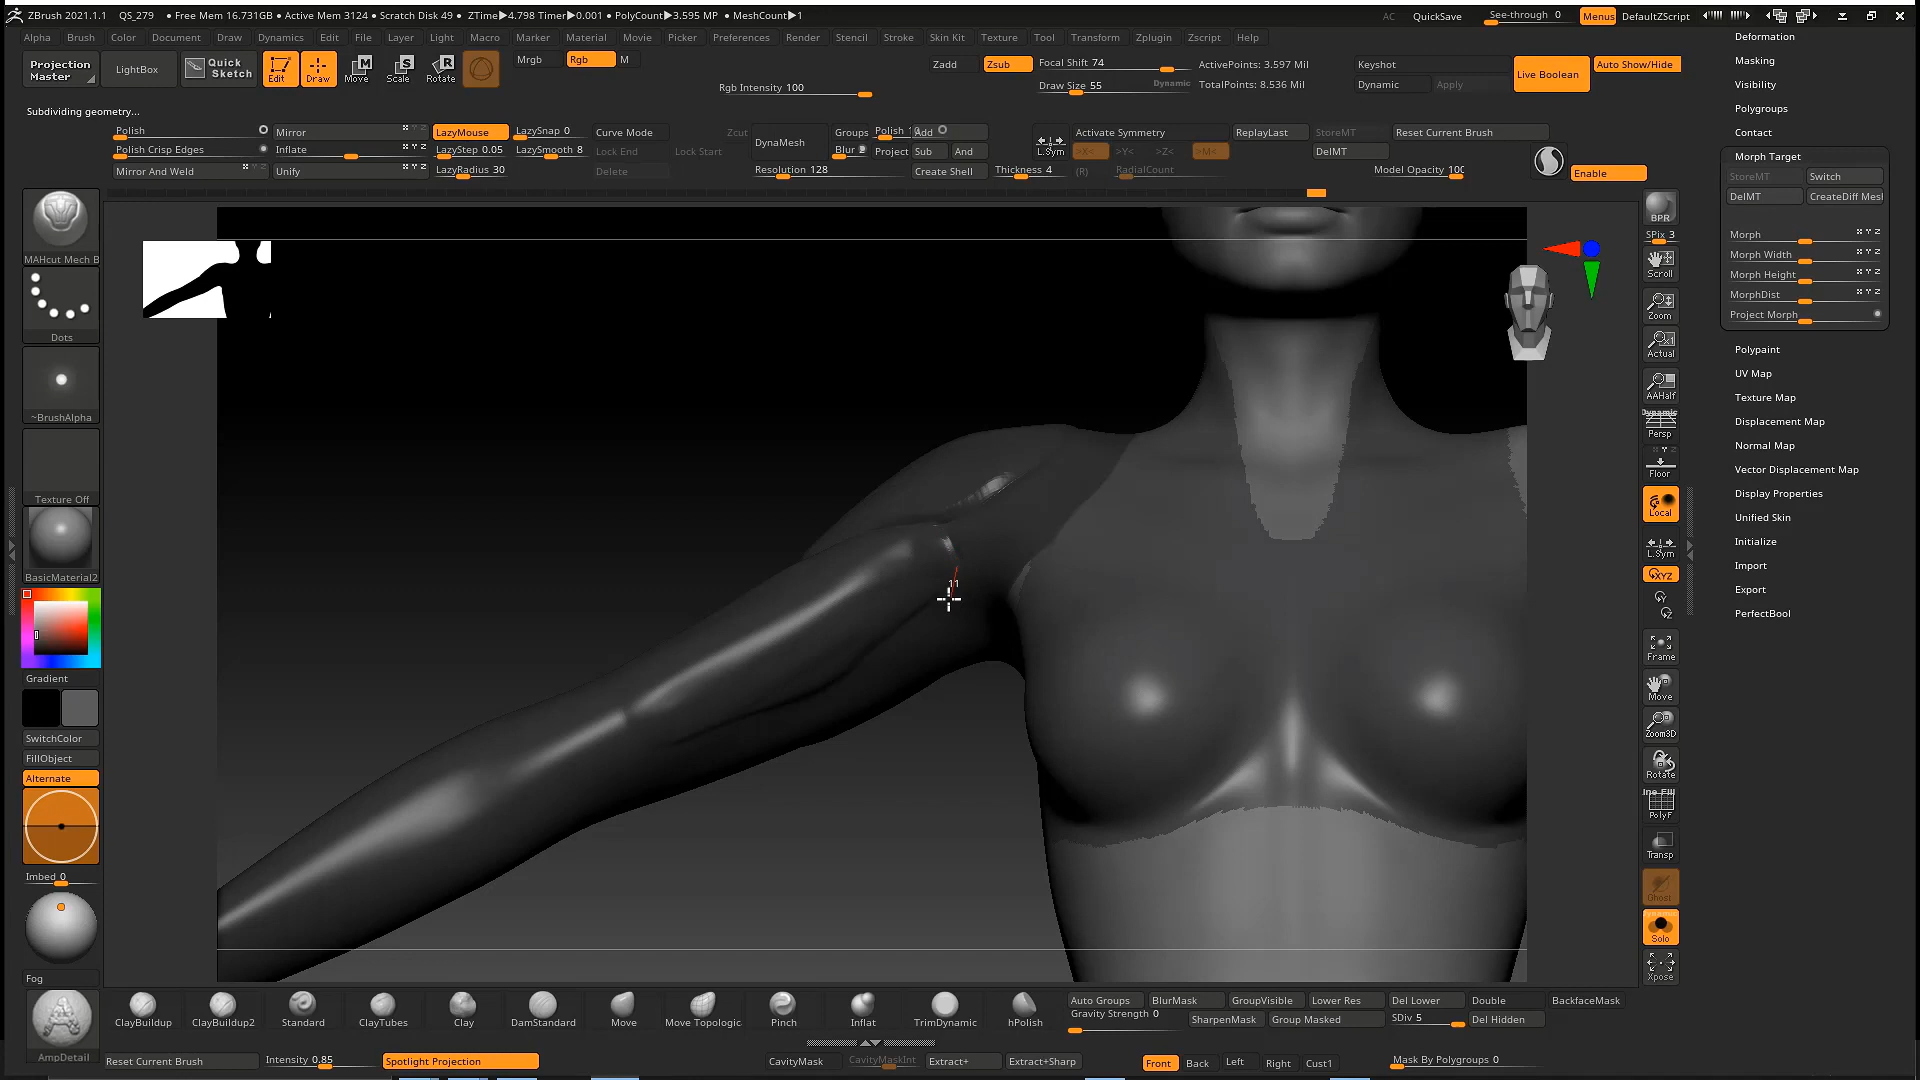 ZBrush 2021.1.1 QS_279 • Free Mem 16.731GB • Active Mem 3124 • Scratch Disk 49 • ZTime▶4.798 Timer▶0.001 • PolyCount▶3.595 MP • MeshCount▶1
AC QuickSave See-through 0 Menus DefaultZScript
Alpha Brush Color Document Draw Dynamics Edit File Layer Light Macro Marker Material Movie Picker Preferences Render Stencil Stroke Skin Kit Texture Tool Transform Zplugin Zscript Help
Projection Master
LightBox
Quick Sketch
Edit
Draw
Move
Scale
Rotate
Mrgb Rgb M
Rgb Intensity 100
Zadd Zsub
Focal Shift 74
Draw Size 55 Dynamic
ActivePoints: 3.597 Mil
TotalPoints: 8.536 Mil
Keyshot
Dynamic Apply
Live Boolean
Auto Show/Hide
Subdividing geometry...
Polish
Polish Crisp Edges
Mirror And Weld
Mirror
Inflate
Unify
LazyMouse
LazyStep 0.05
LazyRadius 30
LazySnap 0
LazySmooth 8
Curve Mode
Lock End
Delete
Zcut
Lock Start
DynaMesh
Resolution 128
Groups Polish 1
Blur 2 Project
Add
Sub And
Create Shell
Thickness 4
L.Sym
Activate Symmetry
>X< >Y< >Z< >M<
(R) RadialCount
ReplayLast
StoreMT
DelMT
Reset Current Brush
Model Opacity 100
Enable
MAHcut Mech B
Dots
~BrushAlpha
Texture Off
BasicMaterial2
Gradient
SwitchColor
FillObject
Alternate
Imbed 0
Fog
11
BPR
SPix 3
Scroll
Zoom
Actual
AAHalf
Dynamic
Persp
Floor
Local
L.Sym
XYZ
Y
Z
Frame
Move
Zoom3D
Rotate
Line Fill
PolyF
Transp
Ghost
Dynamic
Solo
Xpose
Deformation
Masking
Visibility
Polygroups
Contact
Morph Target
StoreMT Switch
DelMT CreateDiff Mesh
Morph
Morph Width
Morph Height
MorphDist
Project Morph
Polypaint
UV Map
Texture Map
Displacement Map
Normal Map
Vector Displacement Map
Display Properties
Unified Skin
Initialize
Import
Export
PerfectBool
AmpDetail
ClayBuildup ClayBuildup2 Standard ClayTubes Clay DamStandard Move Move Topologic Pinch Inflat TrimDynamic hPolish
Auto Groups BlurMask GroupVisible Lower Res Del Lower Double BackfaceMask
Gravity Strength 0 SharpenMask Group Masked SDiv 5 Del Hidden
Reset Current Brush Intensity 0.85 Spotlight Projection CavityMask CavityMaskInt Extract+ Extract+Sharp Front Back Left Right Cust1 Mask By Polygroups 0